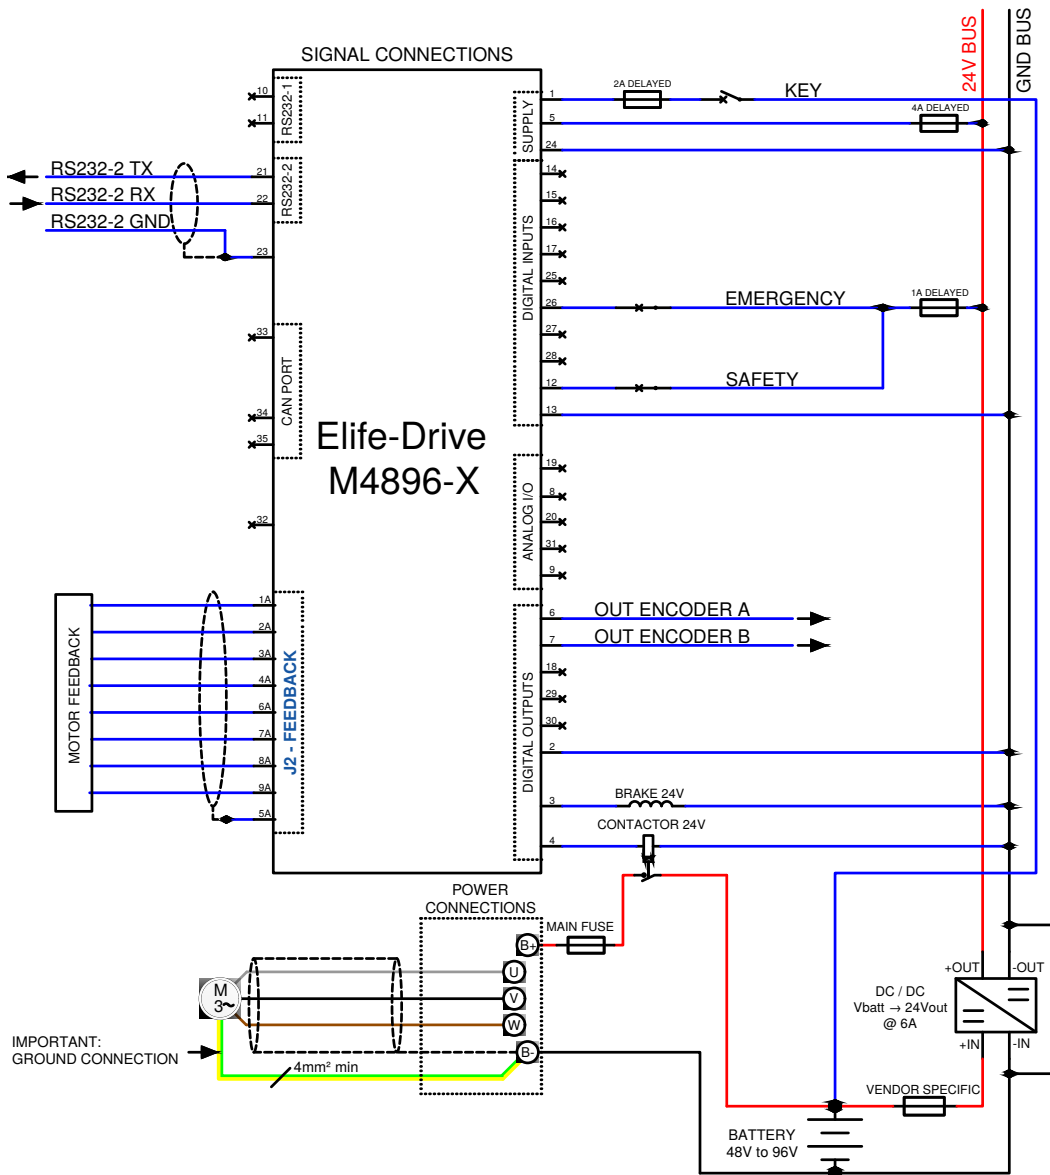 SIGNAL CONNECTIONS
24V BUS
GND BUS
10
11
RS232-1
RS232-2 TX
21
RS232-2 RX
22
RS232-2
RS232-2 GND
23
33
CAN PORT
34
35
32
Elife-Drive
M4896-X
SUPPLY
1
2A DELAYED
KEY
5
4A DELAYED
24
DIGITAL INPUTS
14
15
16
17
25
26
EMERGENCY
1A DELAYED
27
28
12
SAFETY
13
ANALOG I/O
19
8
20
31
9
MOTOR FEEDBACK
1A
2A
3A
4A
6A
7A
8A
9A
5A
J2 - FEEDBACK
DIGITAL OUTPUTS
6
OUT ENCODER A
7
OUT ENCODER B
18
29
30
2
3
BRAKE 24V
CONTACTOR 24V
4
POWER
CONNECTIONS
MAIN FUSE
B+
U
V
W
B-
M
3~
IMPORTANT:
GROUND CONNECTION
4mm² min
+OUT
-OUT
DC / DC
Vbatt → 24Vout
@ 6A
+IN
-IN
VENDOR SPECIFIC
BATTERY
48V to 96V